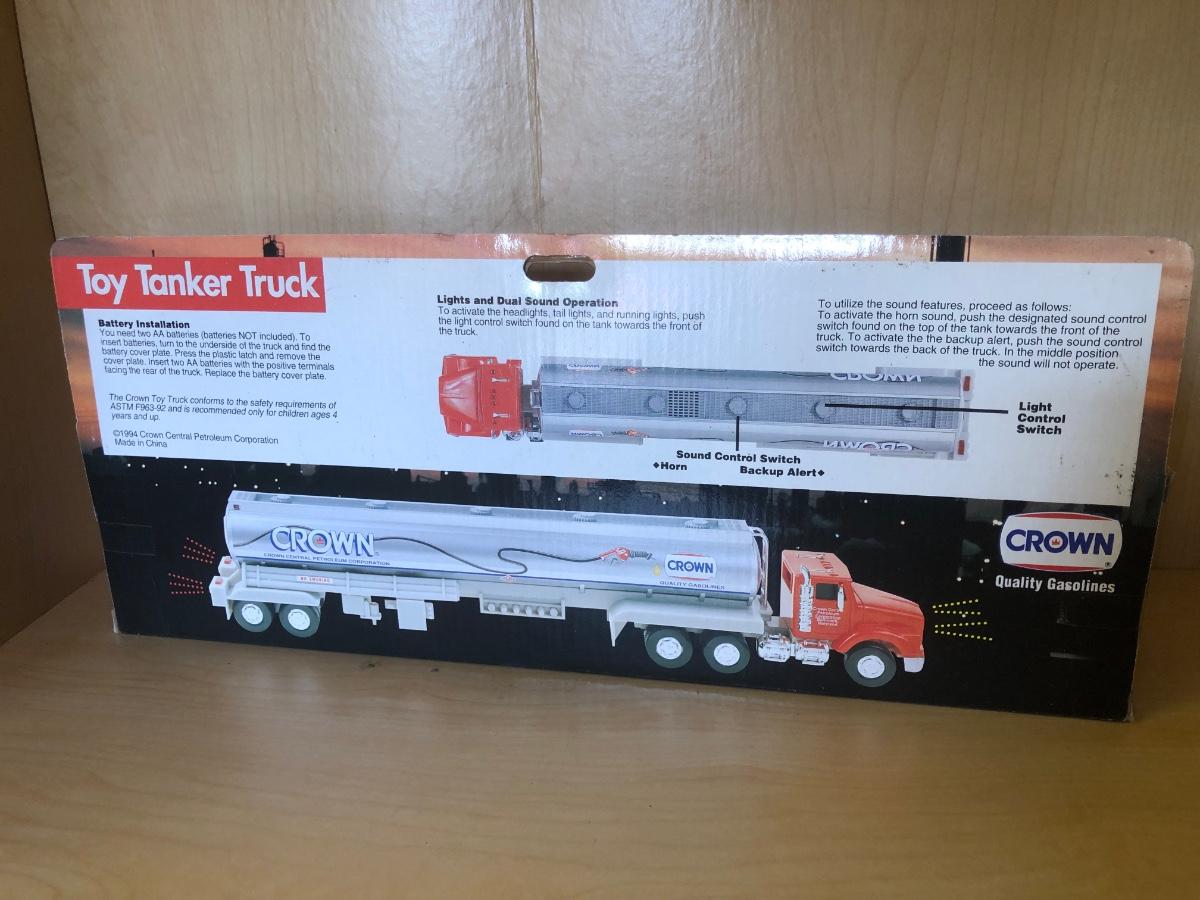 Toy Tanker Truck
Battery Installation
You need two AA batteries (batteries NOT included). To
insert batteries, turn to the underside of the truck and find the
battery cover plate. Press the plastic latch and remove the
cover plate. Insert two AA batteries with the positive terminals
facing the rear of the truck. Replace the battery cover plate.
The Crown Toy Truck conforms to the safety requirements of
ASTM F963-92 and is recommended only for children ages 4
years and up.
©1994 Crown Central Petroleum Corporation
Made in China
Lights and Dual Sound Operation
To activate the headlights, tail lights, and running lights, push
the light control switch found on the tank towards the front of
the truck.
To utilize the sound features, proceed as follows:
To activate the horn sound, push the designated sound control
switch found on the top of the tank towards the front of the
truck. To activate the the backup alert, push the sound control
switch towards the back of the truck. In the middle position
the sound will not operate.
CROWN
CROWN
Light
Control
Switch
CROWN
Sound Control Switch
◆Horn Backup Alert◆
CROWN
CROWN CENTRAL PETROLEUM CORPORATION
NO SMOKING
CROWN
QUALITY GASOLINES
CROWN®
Quality Gasolines